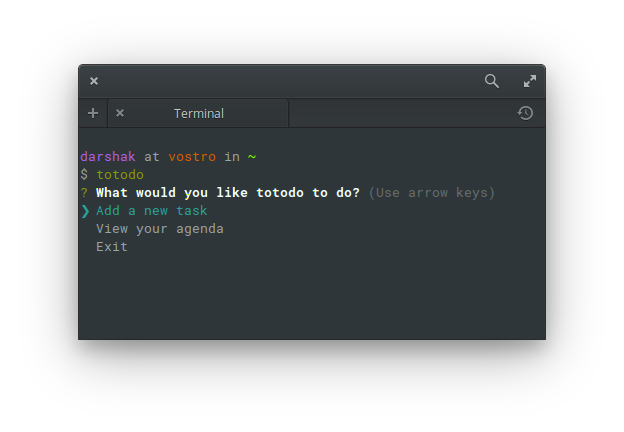 Terminal
darshak at vostro in ~
$ totodo
? What would you like totodo to do? (Use arrow keys)
❯ Add a new task
View your agenda
Exit